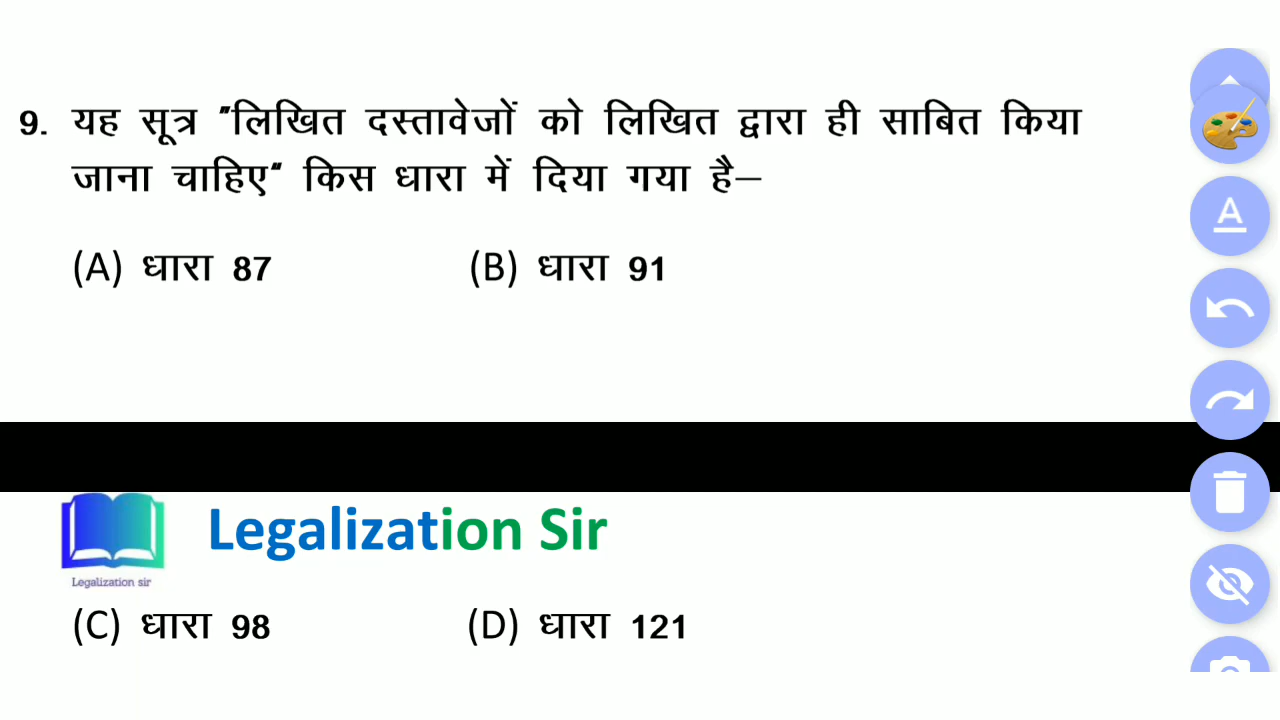 9. यह सूत्र "लिखित दस्तावेजों को लिखित द्वारा ही साबित किया
जाना चाहिए" किस धारा में दिया गया है—
(A) धारा 87 (B) धारा 91
Legalization Sir
Legalization sir
(C) धारा 98 (D) धारा 121